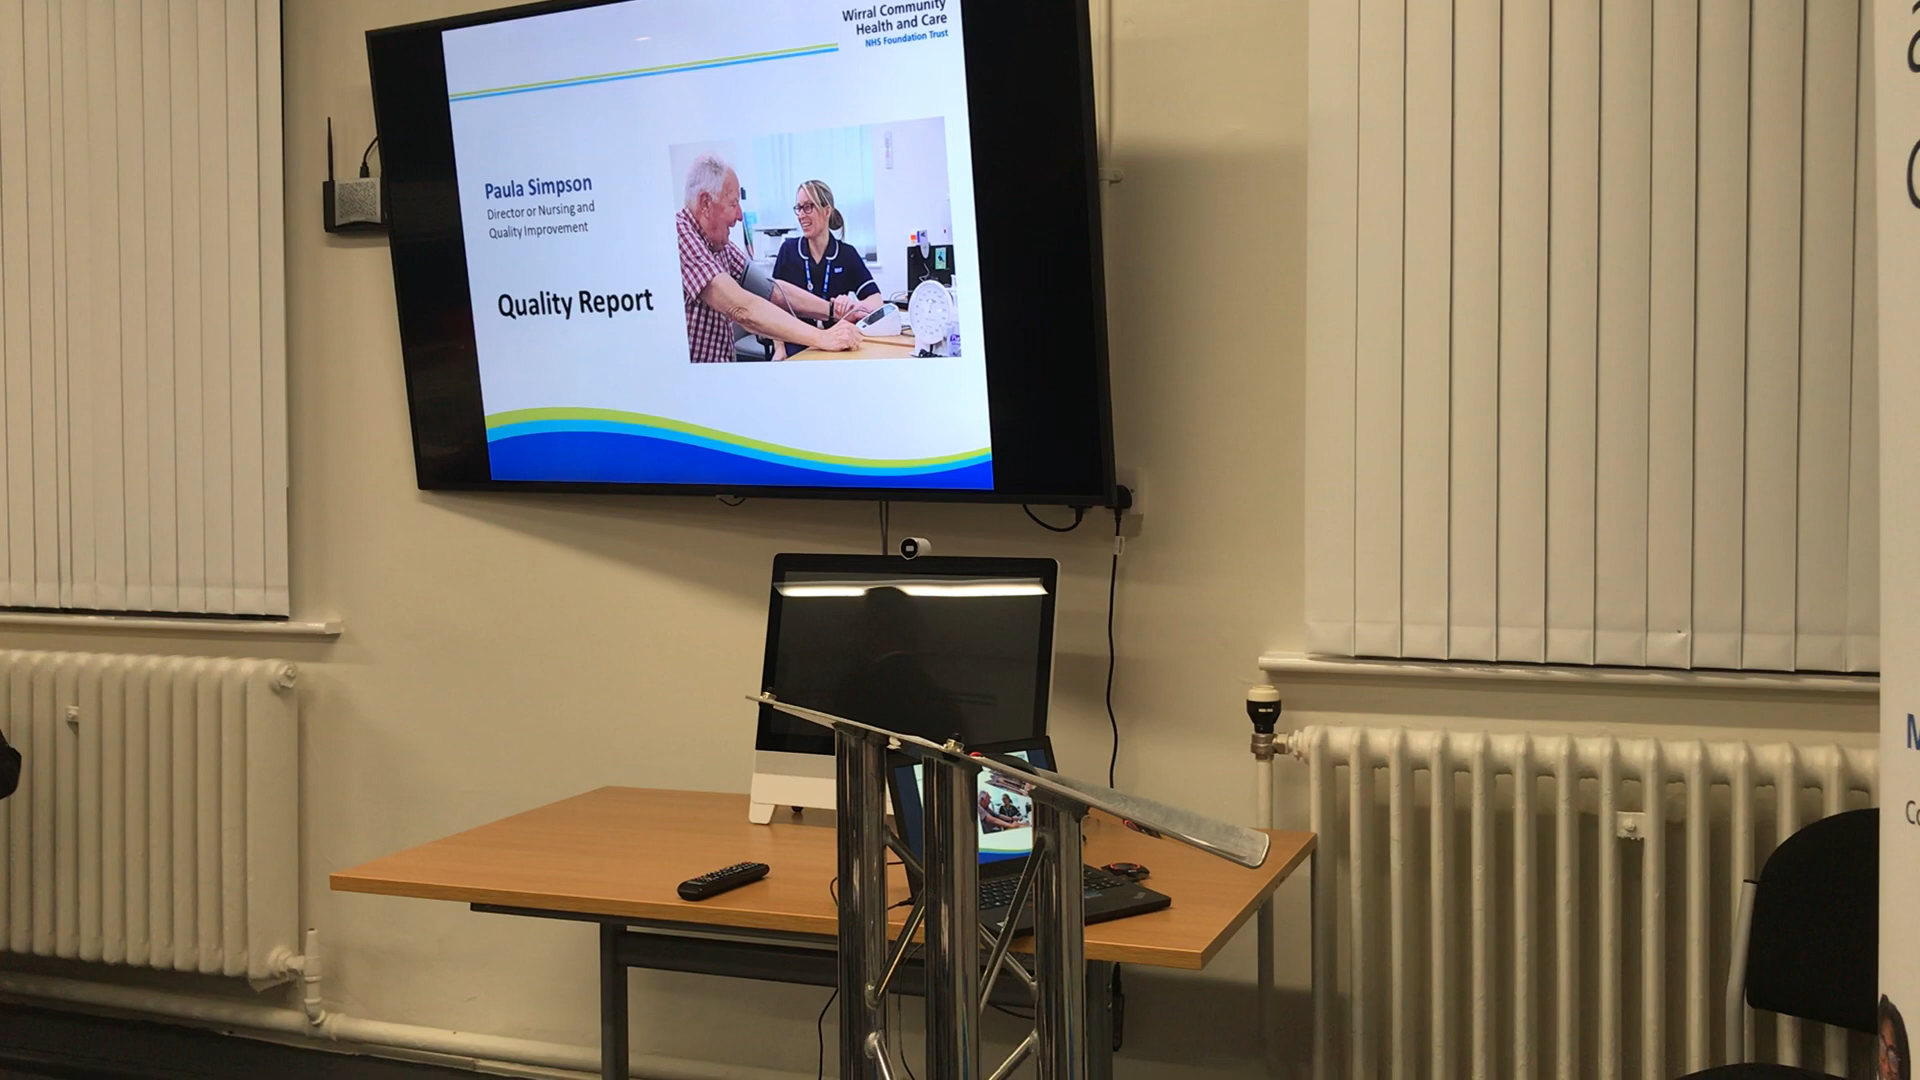 Wirral Community
Health and Care
NHS Foundation Trust
Paula Simpson
Director or Nursing and
Quality Improvement
Quality Report